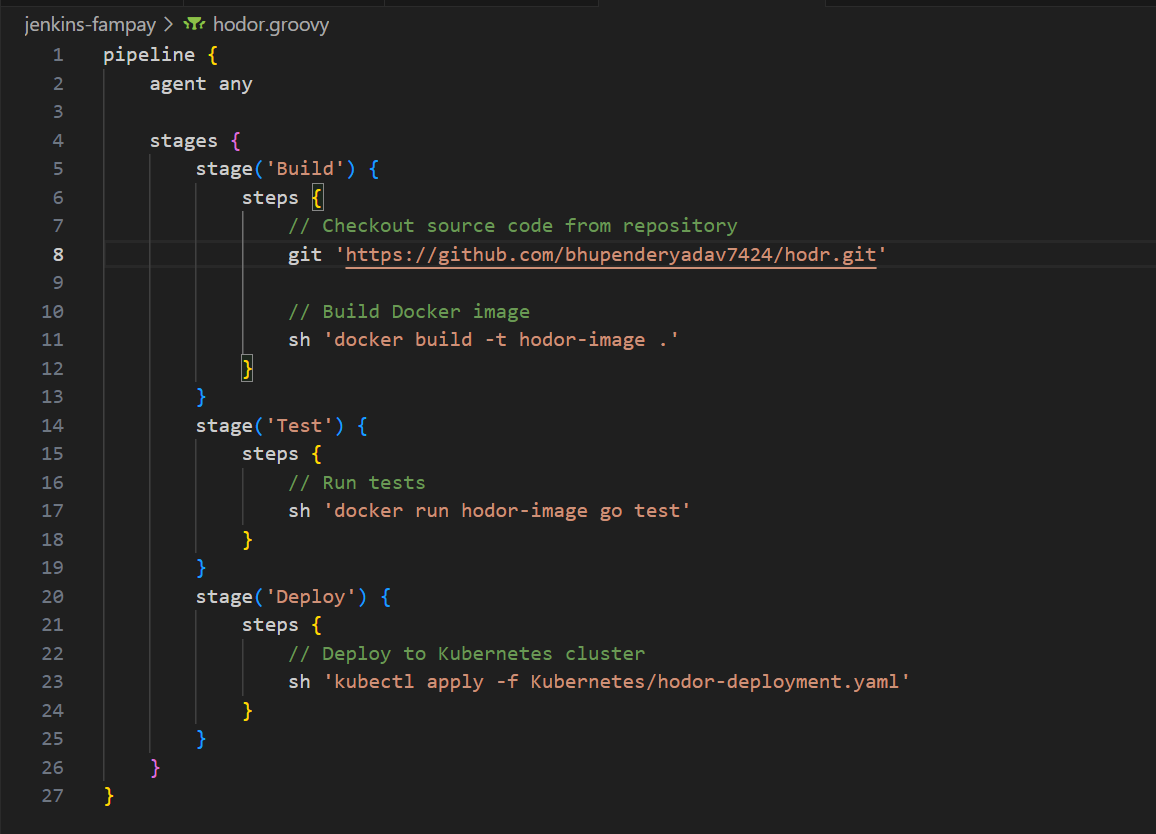 jenkins-fampay > hodor.groovy
1 pipeline {
2     agent any
3
4     stages {
5         stage('Build') {
6             steps {
7                 // Checkout source code from repository
8                 git 'https://github.com/bhupenderyadav7424/hodr.git'
9
10                 // Build Docker image
11                 sh 'docker build -t hodor-image .'
12             }
13         }
14         stage('Test') {
15             steps {
16                 // Run tests
17                 sh 'docker run hodor-image go test'
18             }
19         }
20         stage('Deploy') {
21             steps {
22                 // Deploy to Kubernetes cluster
23                 sh 'kubectl apply -f Kubernetes/hodor-deployment.yaml'
24             }
25         }
26     }
27 }